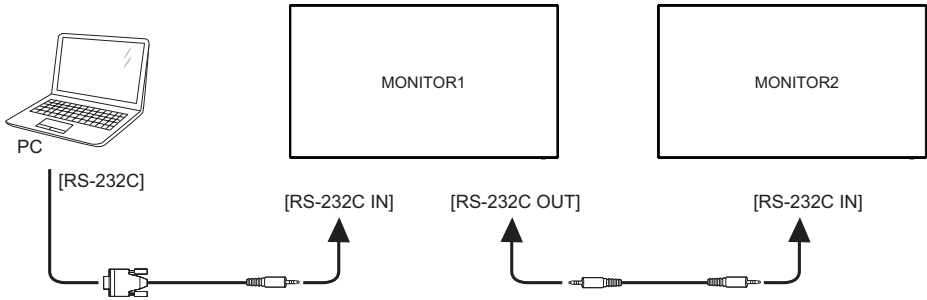 MONITOR1
MONITOR2
PC
[RS-232C]
[RS-232C IN]
[RS-232C OUT]
[RS-232C IN]